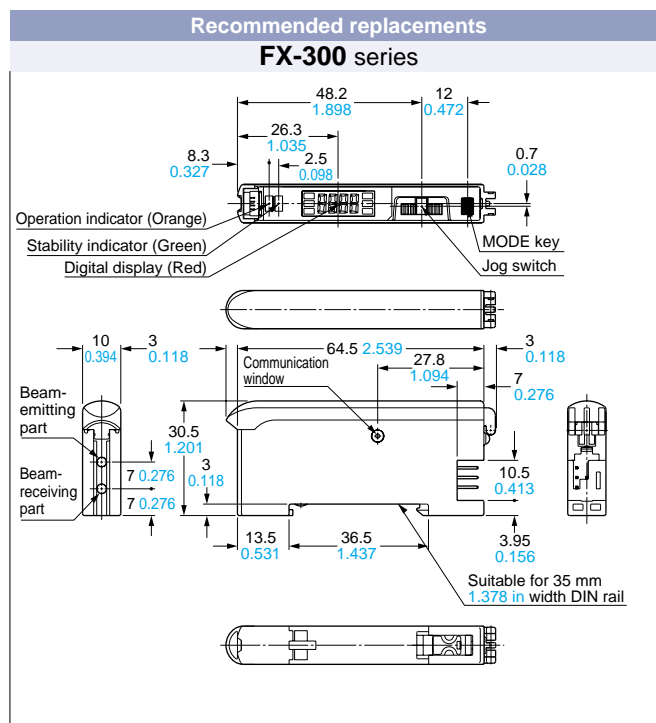 Recommended replacements
FX-300 series
48.2
1.898
12
0.472
26.3
1.035
8.3
0.327
2.5
0.098
0.7
0.028
Operation indicator (Orange)
Stability indicator (Green)
Digital display (Red)
MODE key
Jog switch
10
0.394
3
0.118
64.5 2.539
3
0.118
Communication
window
27.8
1.094
7
0.276
Beam-
emitting
part
30.5
1.201
Beam-
receiving
part
7 0.276
7 0.276
3
0.118
10.5
0.413
13.5
0.531
36.5
1.437
3.95
0.156
Suitable for 35 mm
1.378 in width DIN rail